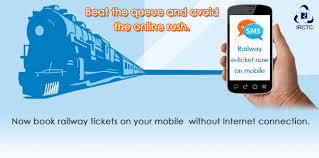 Beat the queue and avoid
the online rush.
IRCTC
SMS
Railway
e-ticket now
on mobile
Now book railway tickets on your mobile without Internet connection.